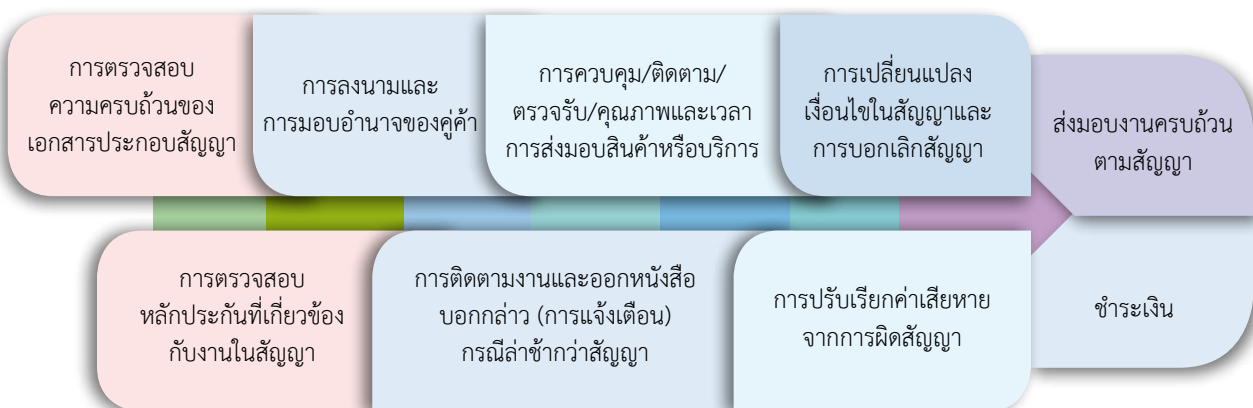 การตรวจสอบ
ความครบถ้วนของ
เอกสารประกอบสัญญา
การลงนามและ
การมอบอำนาจของคู่ค้า
การควบคุม/ติดตาม/
ตรวจรับ/คุณภาพและเวลา
การส่งมอบสินค้าหรือบริการ
การเปลี่ยนแปลง
เงื่อนไขในสัญญาและ
การบอกเลิกสัญญา
ส่งมอบงานครบถ้วน
ตามสัญญา
การตรวจสอบ
หลักประกันที่เกี่ยวข้อง
กับงานในสัญญา
การติดตามงานและออกหนังสือ
บอกกล่าว (การแจ้งเตือน)
กรณีล่าช้ากว่าสัญญา
การปรับเรียกค่าเสียหาย
จากการผิดสัญญา
ชำระเงิน